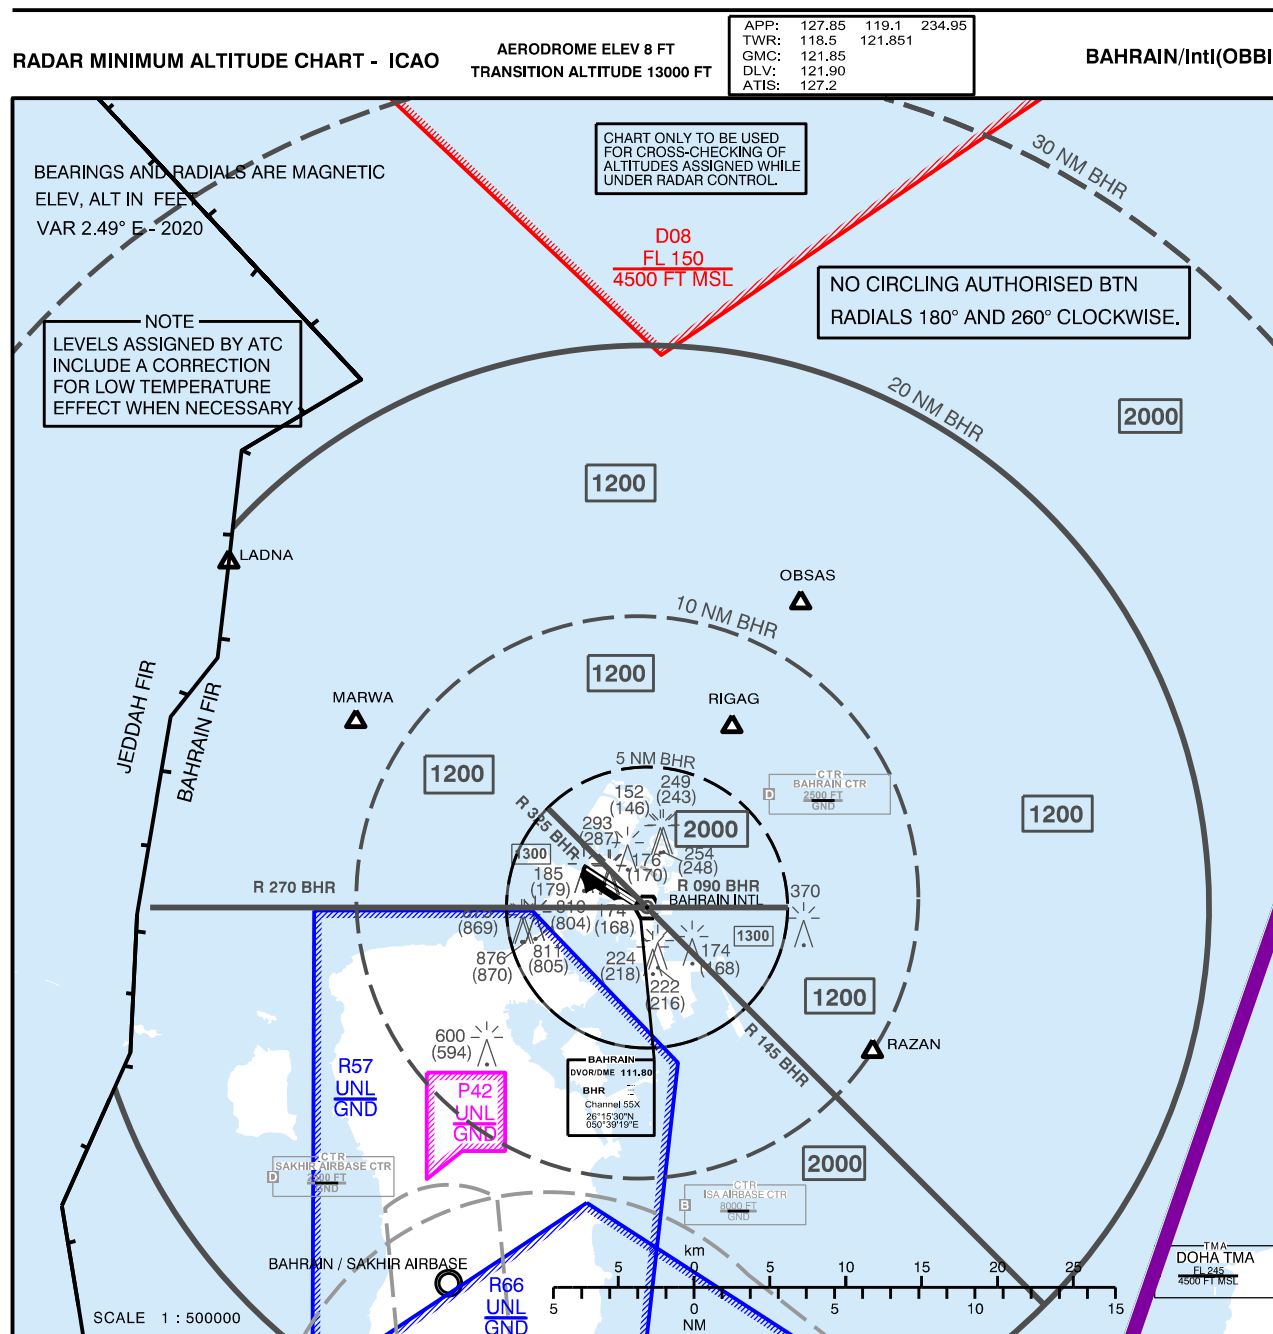 RADAR MINIMUM ALTITUDE CHART - ICAO
AERODROME ELEV 8 FT
TRANSITION ALTITUDE 13000 FT
APP: 127.85 119.1 234.95
TWR: 118.5 121.851
GMC: 121.85
DLV: 121.90
ATIS: 127.2
BAHRAIN/Intl(OBBI
BEARINGS AND RADIALS ARE MAGNETIC
ELEV, ALT IN FEET
VAR 2.49° E - 2020
CHART ONLY TO BE USED
FOR CROSS-CHECKING OF
ALTITUDES ASSIGNED WHILE
UNDER RADAR CONTROL.
30 NM BHR
D08
FL 150
4500 FT MSL
NO CIRCLING AUTHORISED BTN
RADIALS 180° AND 260° CLOCKWISE.
NOTE
LEVELS ASSIGNED BY ATC
INCLUDE A CORRECTION
FOR LOW TEMPERATURE
EFFECT WHEN NECESSARY
20 NM BHR
2000
1200
LADNA
OBSAS
10 NM BHR
1200
JEDDAH FIR
BAHRAIN FIR
MARWA
RIGAG
5 NM BHR
1200
CTR
BAHRAIN CTR
2500 FT
GND
D
1200
R 325 BHR
152
(146)
249
(243)
293
(287)
2000
176
(170)
254
(248)
1300
185
(179)
R 270 BHR
R 090 BHR
BAHRAIN INTL
370
(869)
810
(804)
174
(168)
876
(870)
811
(805)
224
(218)
222
(216)
174
(168)
1300
1200
RAZAN
R 145 BHR
600
(594)
R57
UNL
GND
P42
UNL
GND
BAHRAIN
DVOR/DME 111.80
BHR
Channel 55X
26°15'30"N
050°39'19"E
2000
CTR
SAKHIR AIRBASE CTR
GND
D
CTR
ISA AIRBASE CTR
8000 FT
GND
B
BAHRAIN / SAKHIR AIRBASE
R66
UNL
GND
km
5 0 5 10 15 20 25
5 0 5 10 15
NM
TMA
DOHA TMA
FL 245
4500 FT MSL
SCALE 1 : 500000